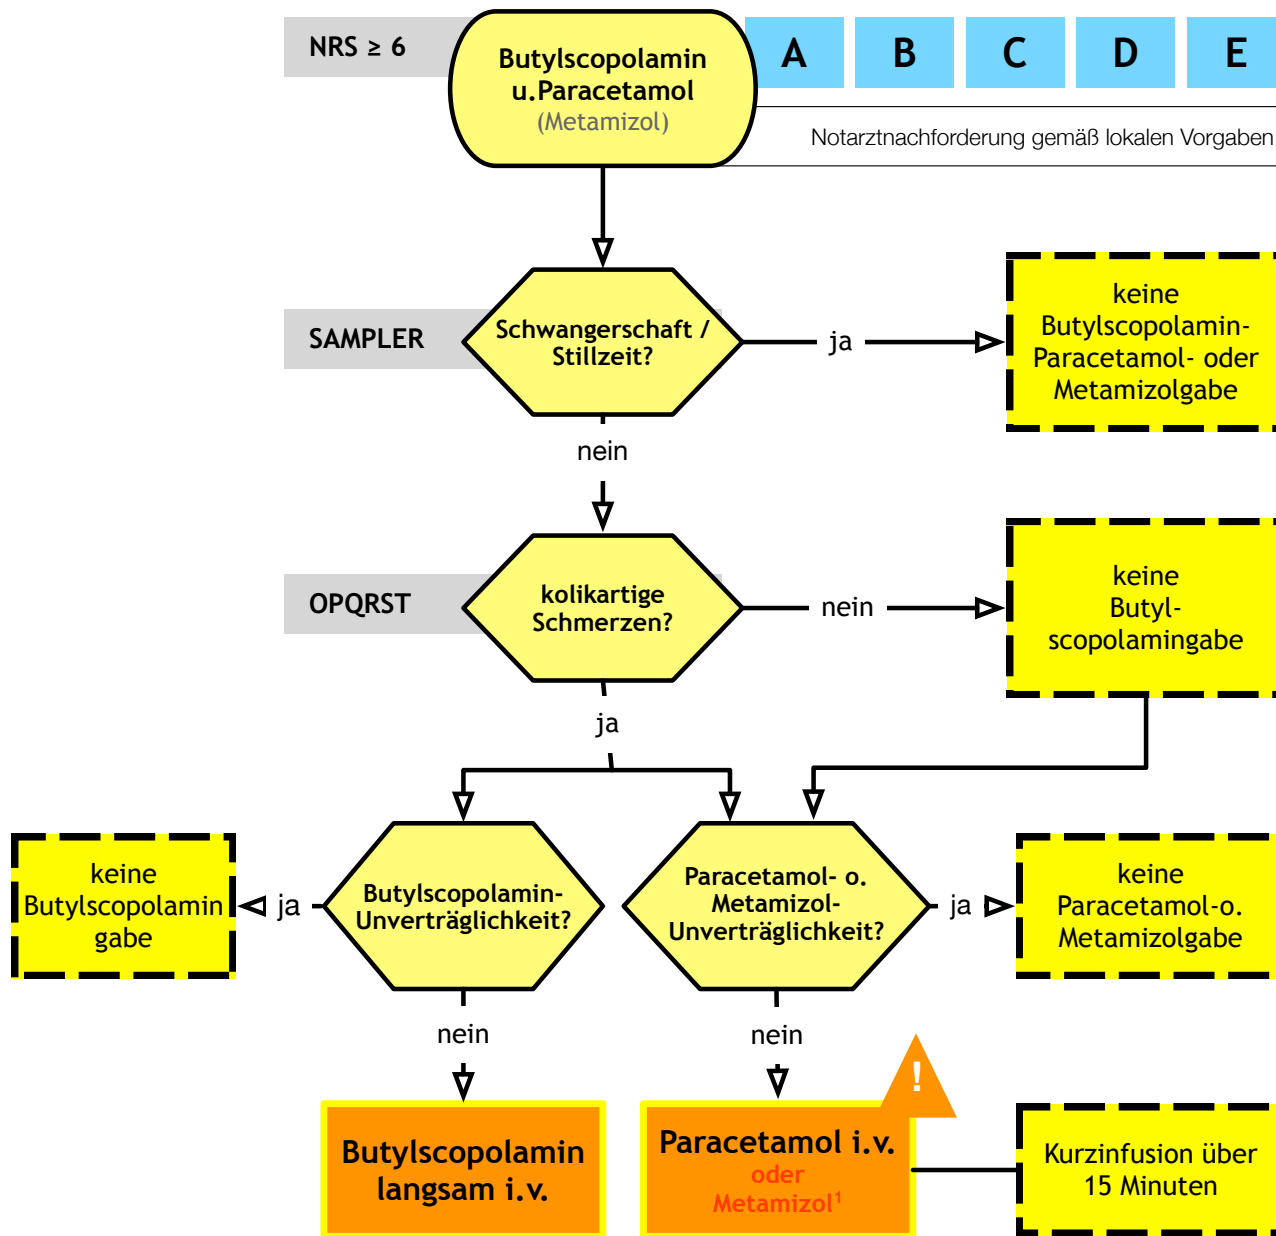 NRS ≥ 6
Butylscopolamin
u.Paracetamol
(Metamizol)
A
B
C
D
E
Notarztnachforderung gemäß lokalen Vorgaben
SAMPLER
Schwangerschaft /
Stillzeit?
ja
keine
Butylscopolamin-
Paracetamol- oder
Metamizolgabe
nein
OPQRST
kolikartige
Schmerzen?
nein
keine
Butyl-
scopolamingabe
ja
keine
Butylscopolamin
gabe
ja
Butylscopolamin-
Unverträglichkeit?
Paracetamol- o.
Metamizol-
Unverträglichkeit?
ja
keine
Paracetamol-o.
Metamizolgabe
nein
nein
Butylscopolamin
langsam i.v.
!
Paracetamol i.v.
oder
Metamizol¹
Kurzinfusion über
15 Minuten